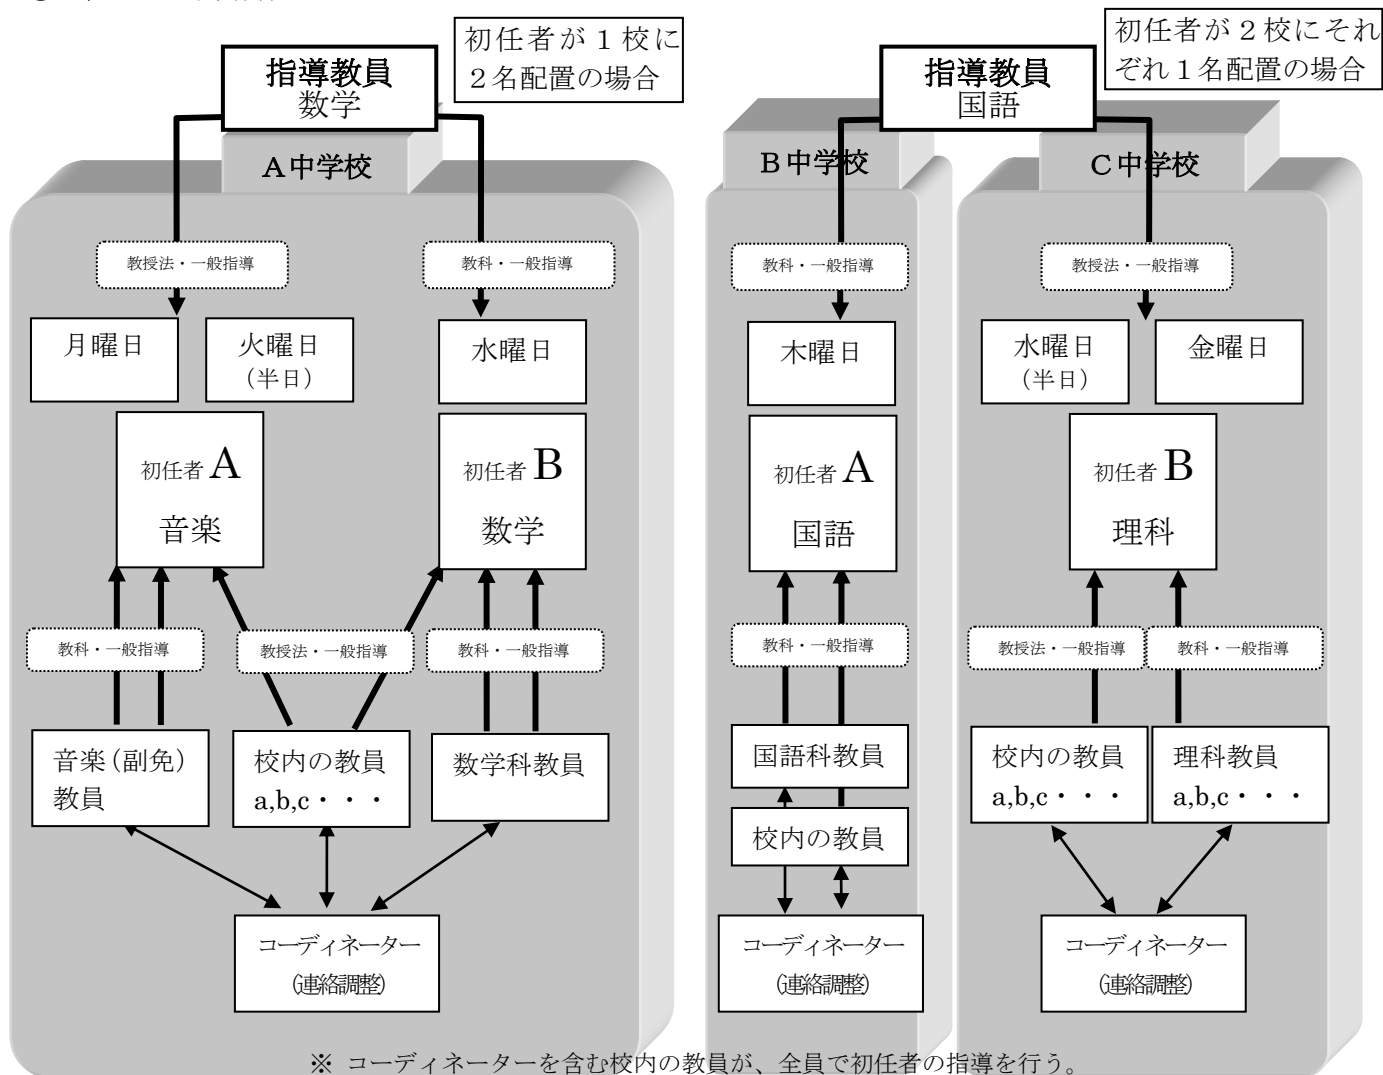 初任者が１校に
２名配置の場合
指導教員
数学
A中学校
教授法・一般指導
教科・一般指導
月曜日
火曜日
（半日）
水曜日
初任者 A
音楽
初任者 B
数学
教科・一般指導
教授法・一般指導
教科・一般指導
音楽（副免）
教員
校内の教員
a,b,c・・・
数学科教員
コーディネーター
（連絡調整）
初任者が２校にそれ
ぞれ１名配置の場合
指導教員
国語
B中学校
教科・一般指導
木曜日
初任者 A
国語
教科・一般指導
国語科教員
校内の教員
コーディネーター
（連絡調整）
C中学校
教授法・一般指導
水曜日
（半日）
金曜日
初任者 B
理科
教授法・一般指導
教科・一般指導
校内の教員
a,b,c・・・
理科教員
a,b,c・・・
コーディネーター
（連絡調整）
※ コーディネーターを含む校内の教員が、全員で初任者の指導を行う。